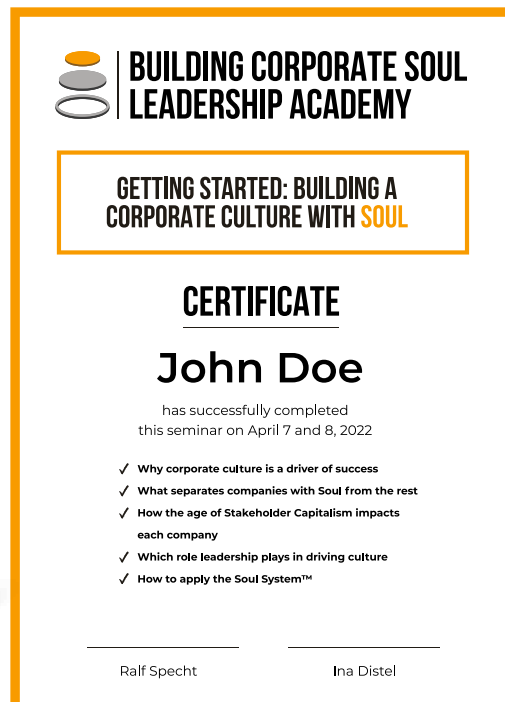 BUILDING CORPORATE SOUL
LEADERSHIP ACADEMY
GETTING STARTED: BUILDING A
CORPORATE CULTURE WITH SOUL
CERTIFICATE
John Doe
has successfully completed
this seminar on April 7 and 8, 2022
✓ Why corporate culture is a driver of success
✓ What separates companies with Soul from the rest
✓ How the age of Stakeholder Capitalism impacts
each company
✓ Which role leadership plays in driving culture
✓ How to apply the Soul System™
Ralf Specht
Ina Distel